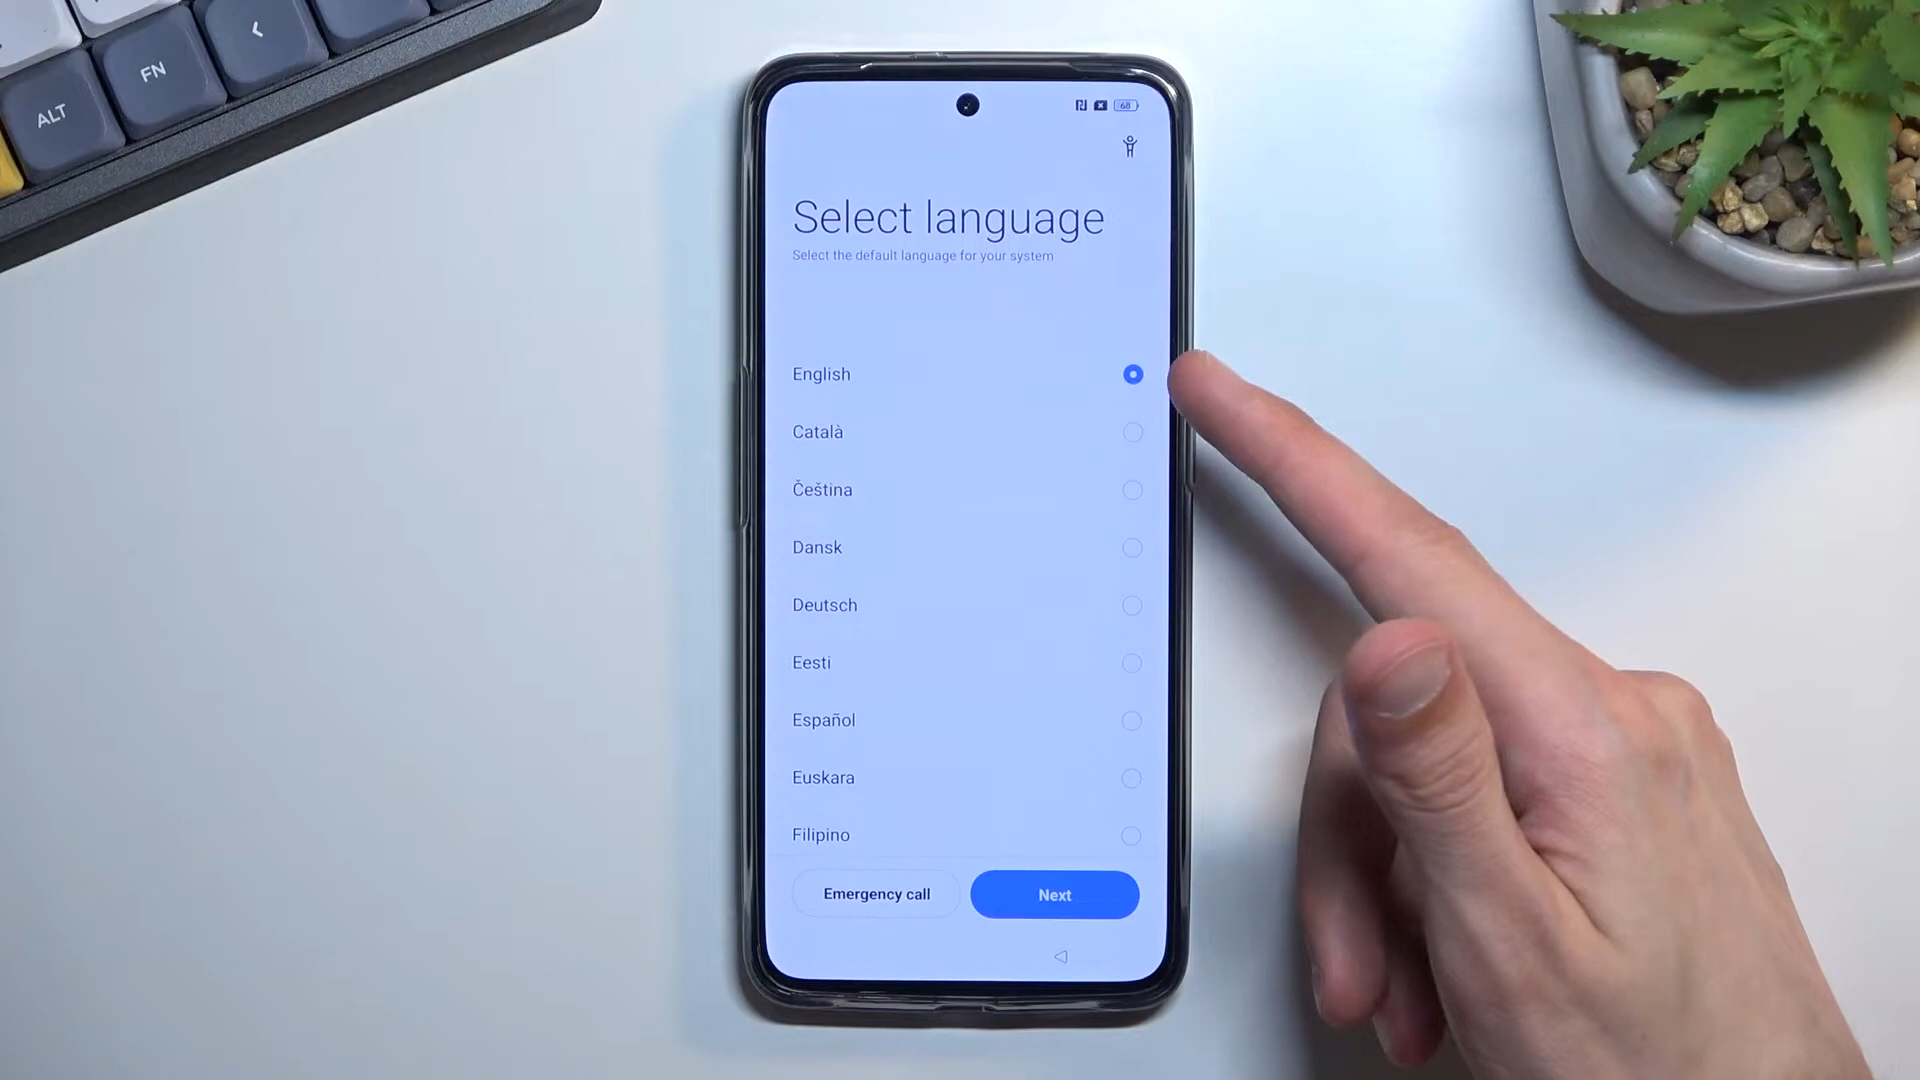 ALT
FN
<
68
Select language
Select the default language for your system
English
Català
Čeština
Dansk
Deutsch
Eesti
Español
Euskara
Filipino
Emergency call
Next